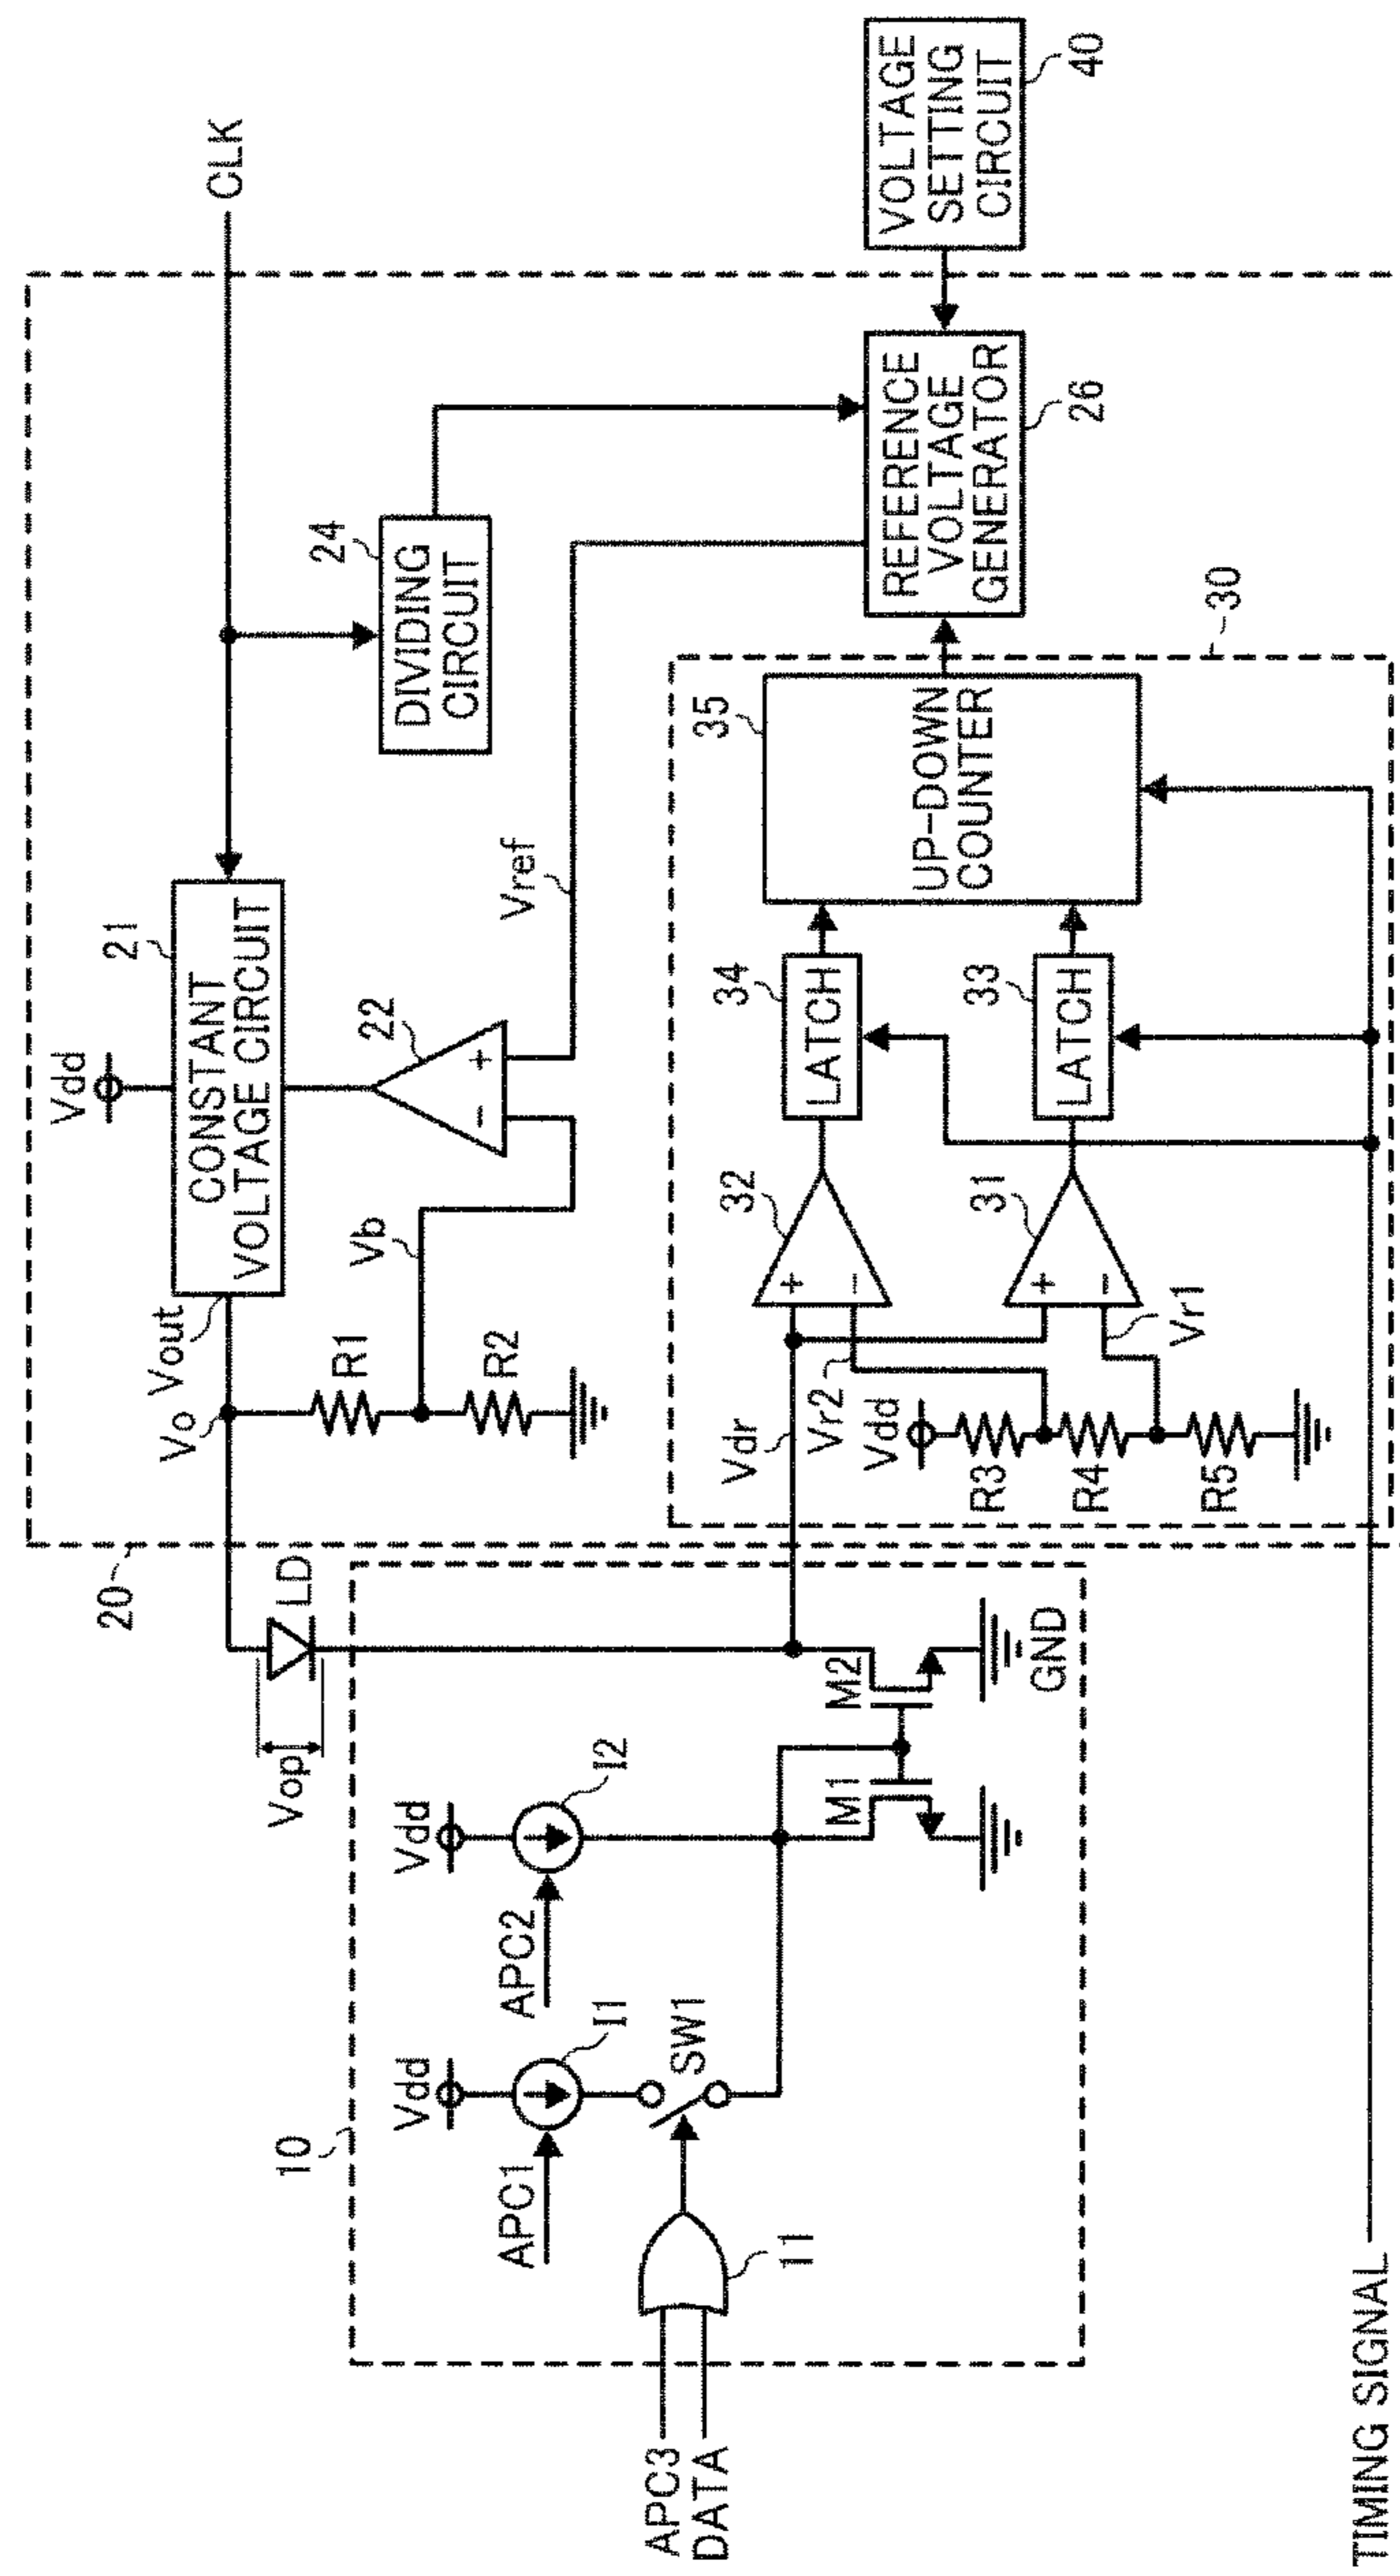 CLK
Vdd
21
CONSTANT
VOLTAGE CIRCUIT
Vout
Vo
R1
R2
Vb
22
−
+
Vref
24
DIVIDING
CIRCUIT
REFERENCE
VOLTAGE
GENERATOR
26
VOLTAGE
SETTING
CIRCUIT
40
20
LD
Vop
30
35
UP-DOWN
COUNTER
34
LATCH
33
LATCH
32
+
−
31
+
−
Vdr
Vr2
Vr1
Vdd
R3
R4
R5
10
Vdd
I1
APC1
Vdd
I2
APC2
SW1
11
APC3
DATA
M1
M2
GND
TIMING SIGNAL